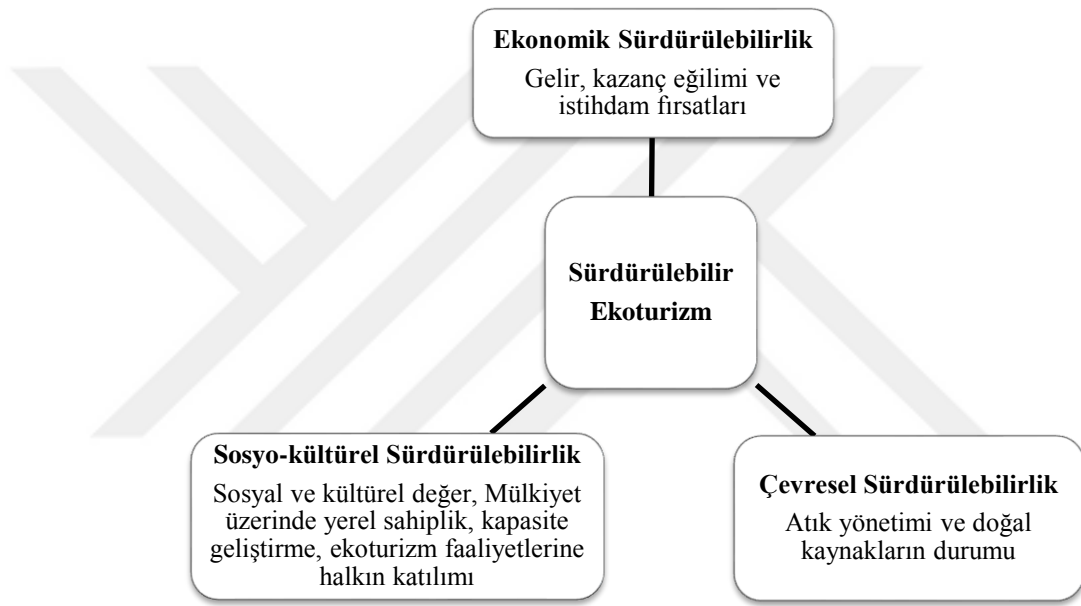 Ekonomik Sürdürülebilirlik
Gelir, kazanç eğilimi ve
istihdam fırsatları
Sürdürülebilir
Ekoturizm
Sosyo-kültürel Sürdürülebilirlik
Sosyal ve kültürel değer, Mülkiyet
üzerinde yerel sahiplik, kapasite
geliştirme, ekoturizm faaliyetlerine
halkın katılımı
Çevresel Sürdürülebilirlik
Atık yönetimi ve doğal
kaynakların durumu